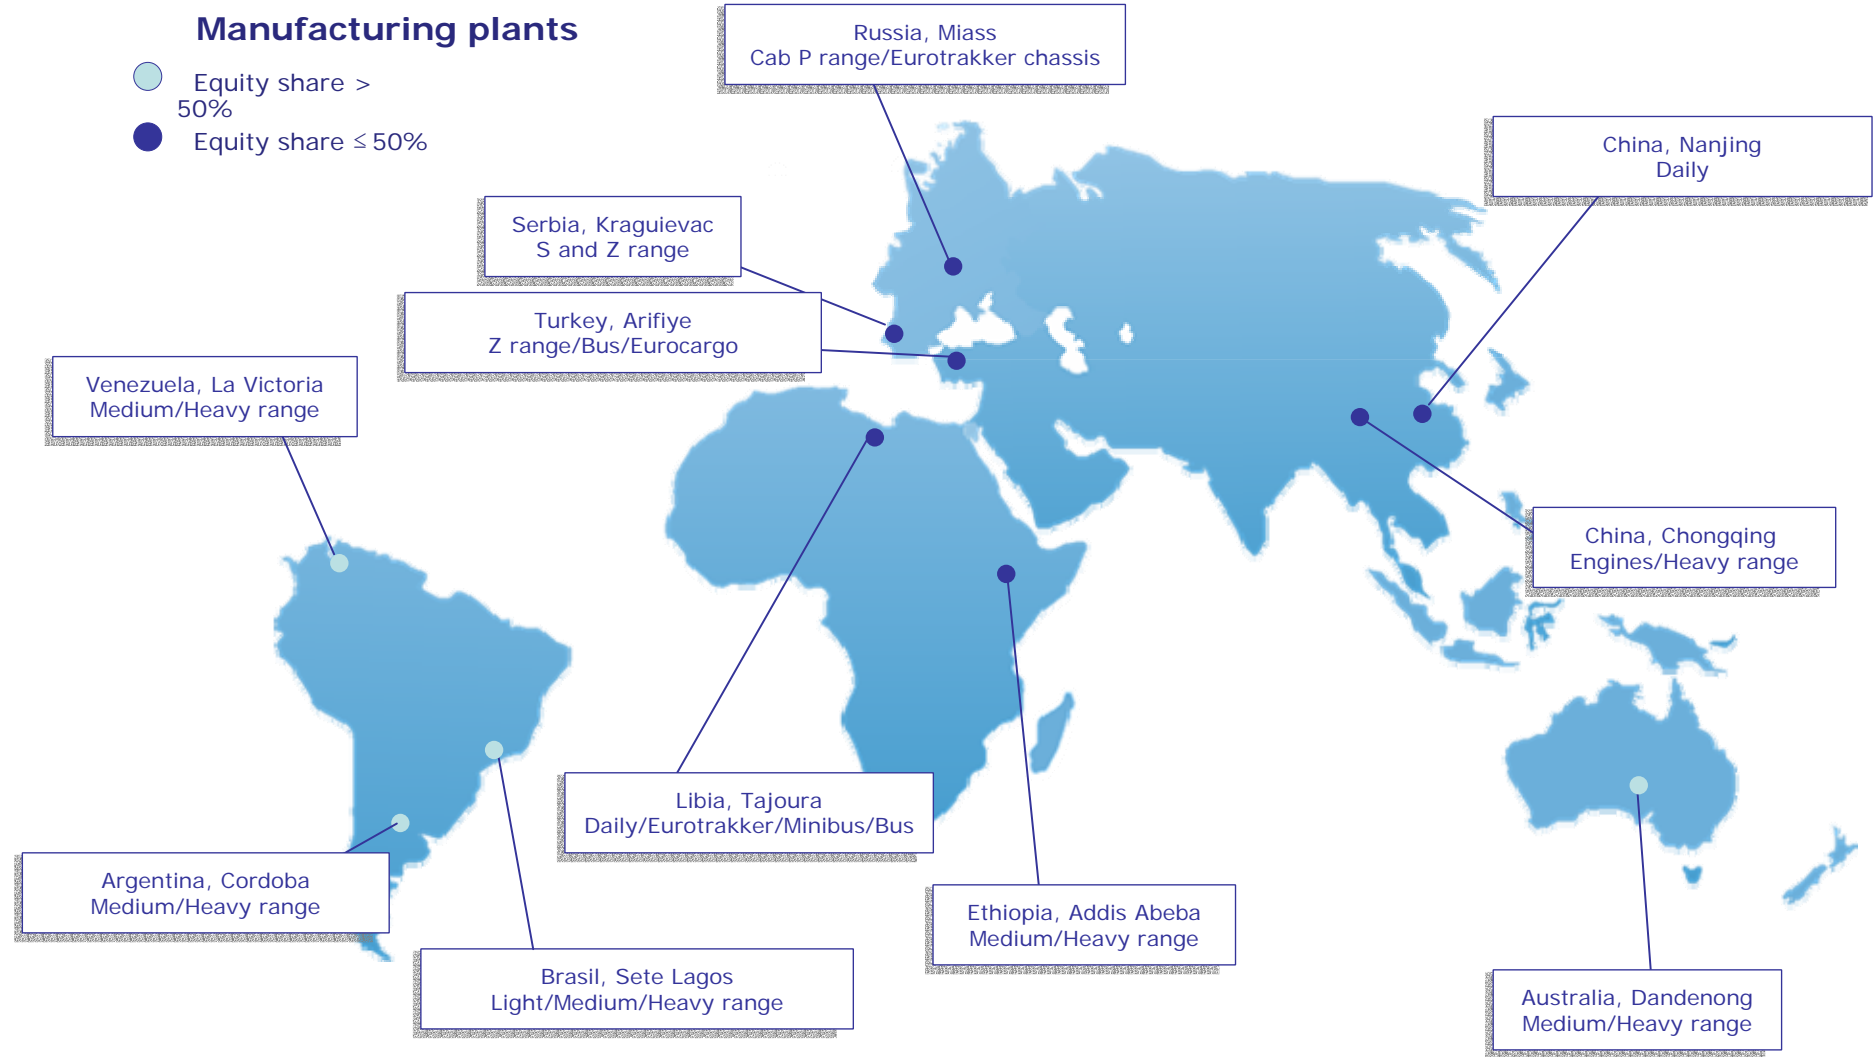 Manufacturing plants
Equity share >
50%
Equity share ≤ 50%
Russia, Miass
Cab P range/Eurotrakker chassis
China, Nanjing
Daily
Serbia, Kraguievac
S and Z range
Turkey, Arifiye
Z range/Bus/Eurocargo
Venezuela, La Victoria
Medium/Heavy range
China, Chongqing
Engines/Heavy range
Libia, Tajoura
Daily/Eurotrakker/Minibus/Bus
Argentina, Cordoba
Medium/Heavy range
Ethiopia, Addis Abeba
Medium/Heavy range
Brasil, Sete Lagos
Light/Medium/Heavy range
Australia, Dandenong
Medium/Heavy range